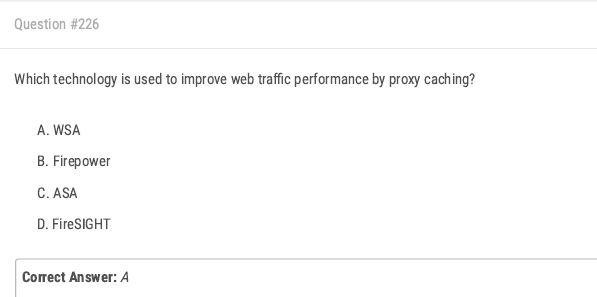 Question #226
Which technology is used to improve web traffic performance by proxy caching?
A. WSA
B. Firepower
C. ASA
D. FireSIGHT
Correct Answer: A